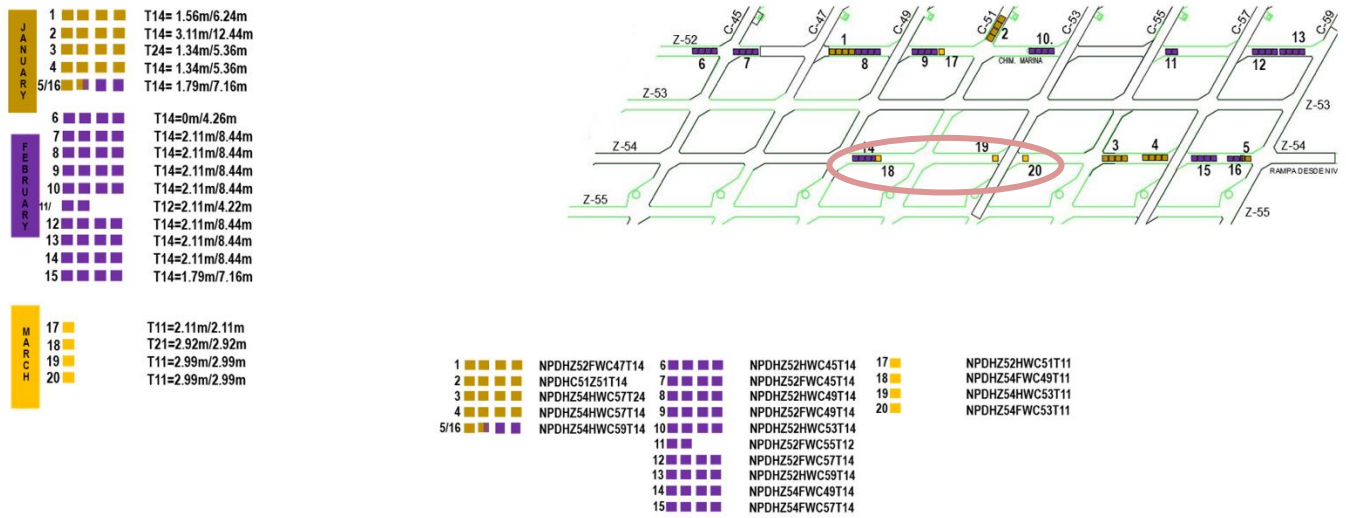 JANUARY
1 T14= 1.56m/6.24m
2 T14= 3.11m/12.44m
3 T24= 1.34m/5.36m
4 T14= 1.34m/5.36m
5/16 T14= 1.79m/7.16m
FEBRUARY
6 T14=0m/4.26m
7 T14=2.11m/8.44m
8 T14=2.11m/8.44m
9 T14=2.11m/8.44m
10 T14=2.11m/8.44m
11/ T12=2.11m/4.22m
12 T14=2.11m/8.44m
13 T14=2.11m/8.44m
14 T14=2.11m/8.44m
15 T14=1.79m/7.16m
MARCH
17 T11=2.11m/2.11m
18 T21=2.92m/2.92m
19 T11=2.99m/2.99m
20 T11=2.99m/2.99m
C-45 C-47 C-49 C-51 C-53 C-55 C-57 C-59
Z-52 1 2 10. 13
6 7 8 9 17 CHIM. MARINA 11 12
Z-53 Z-53
Z-54 14 19 3 4 5 Z-54
18 20 15 16 RAMPA DESDE NIV
Z-55 Z-55
1 NPDHZ52FWC47T14
2 NPDHC51Z51T14
3 NPDHZ54HWC57T24
4 NPDHZ54HWC57T14
5/16 NPDHZ54HWC59T14
6 NPDHZ52HWC45T14
7 NPDHZ52FWC45T14
8 NPDHZ52HWC49T14
9 NPDHZ52FWC49T14
10 NPDHZ52HWC53T14
11 NPDHZ52FWC55T12
12 NPDHZ52FWC57T14
13 NPDHZ52HWC59T14
14 NPDHZ54FWC49T14
15 NPDHZ54FWC57T14
17 NPDHZ52HWC51T11
18 NPDHZ54FWC49T11
19 NPDHZ54HWC53T11
20 NPDHZ54FWC53T11